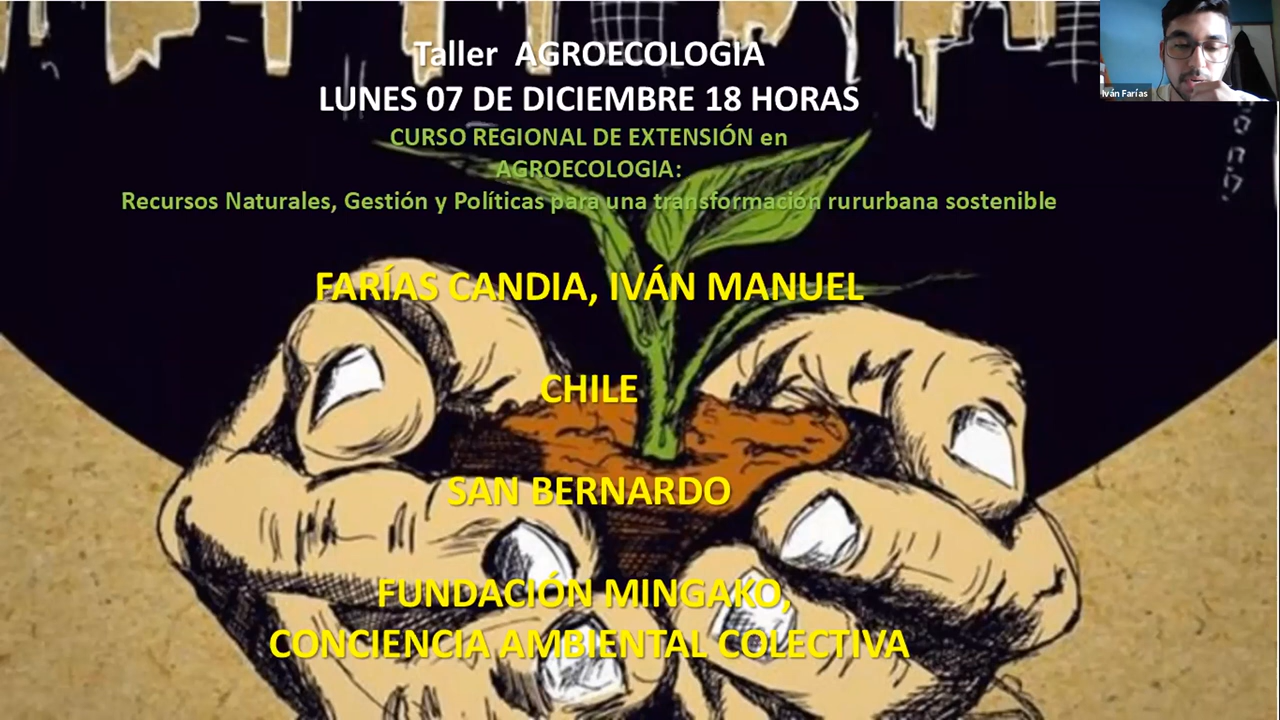 Taller AGROECOLOGIA
LUNES 07 DE DICIEMBRE 18 HORAS
CURSO REGIONAL DE EXTENSIÓN en
AGROECOLOGIA:
Recursos Naturales, Gestión y Políticas para una transformación rururbana sostenible
FARÍAS CANDIA, IVÁN MANUEL
CHILE
SAN BERNARDO
FUNDACIÓN MINGAKO,
CONCIENCIA AMBIENTAL COLECTIVA
Iván Farías